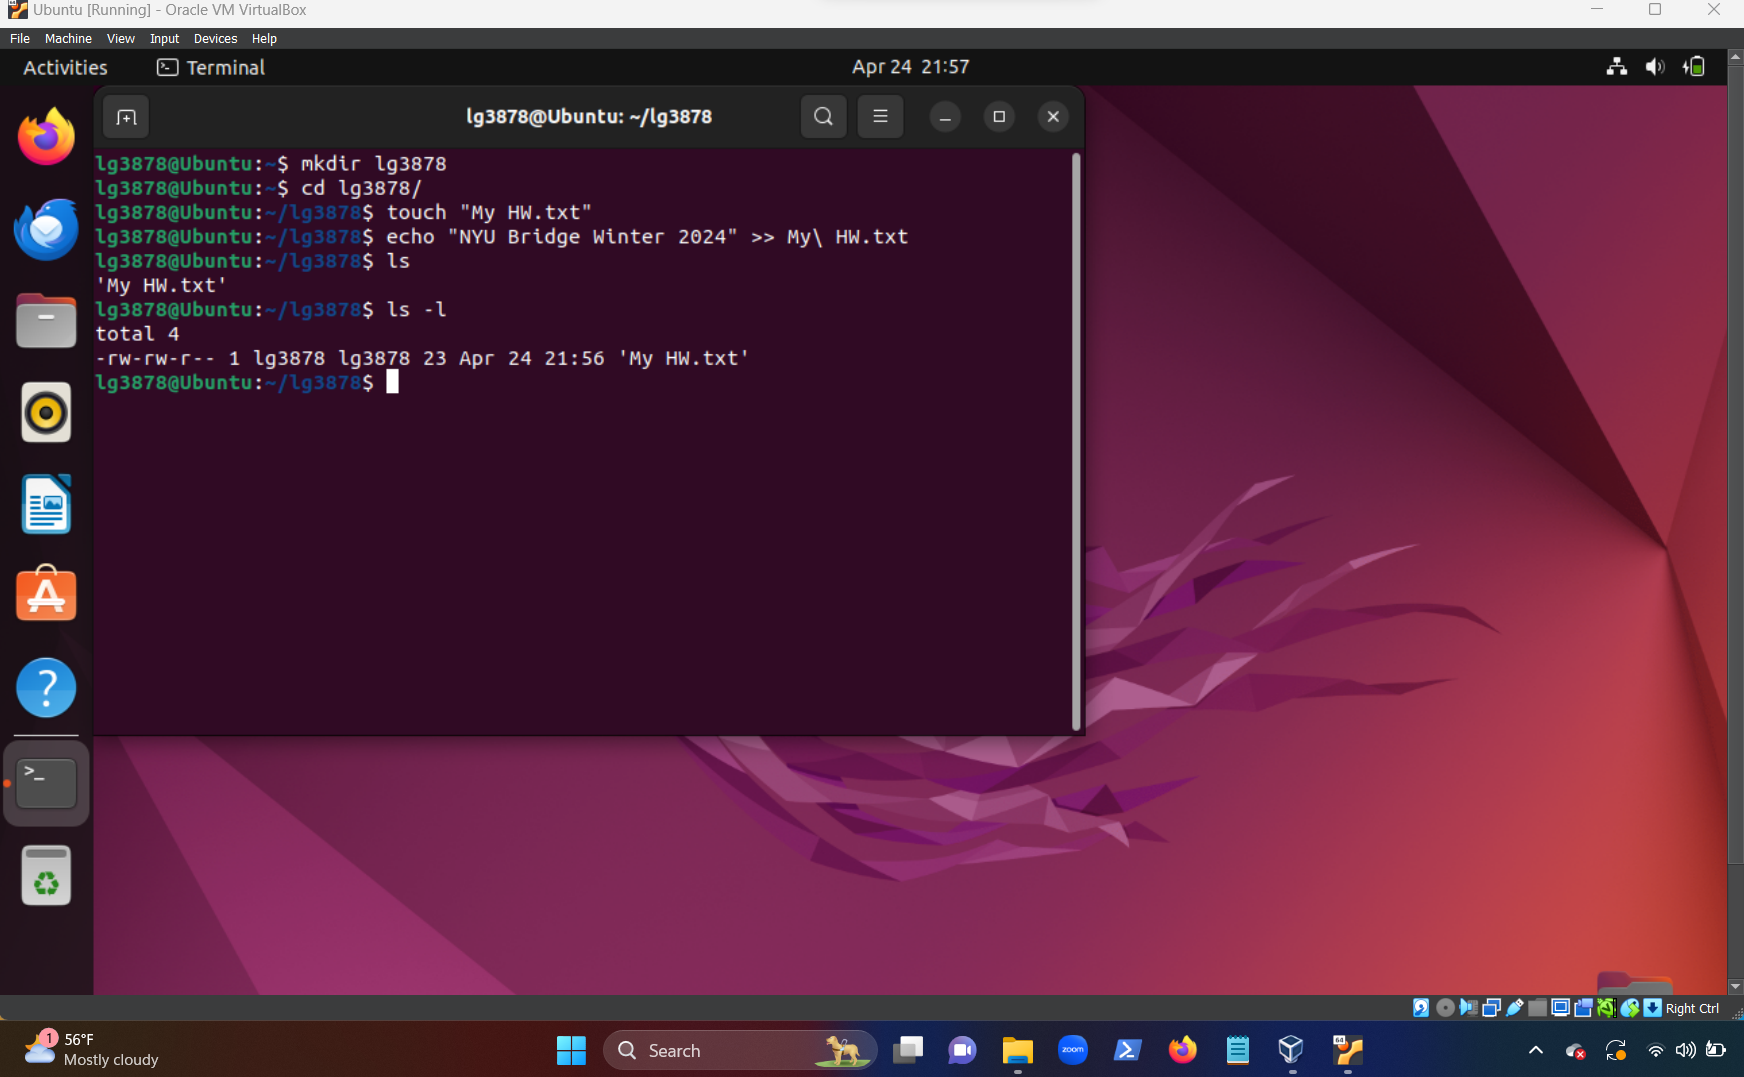 Ubuntu [Running] - Oracle VM VirtualBox
File Machine View Input Devices Help
Activities Terminal Apr 24 21:57
lg3878@Ubuntu: ~/lg3878
lg3878@Ubuntu:~$ mkdir lg3878
lg3878@Ubuntu:~$ cd lg3878/
lg3878@Ubuntu:~/lg3878$ touch "My HW.txt"
lg3878@Ubuntu:~/lg3878$ echo "NYU Bridge Winter 2024" >> My\ HW.txt
lg3878@Ubuntu:~/lg3878$ ls
'My HW.txt'
lg3878@Ubuntu:~/lg3878$ ls -l
total 4
-rw-rw-r-- 1 lg3878 lg3878 23 Apr 24 21:56 'My HW.txt'
lg3878@Ubuntu:~/lg3878$
>_
?
Right Ctrl
1
56°F
Mostly cloudy
Search
zoom
64